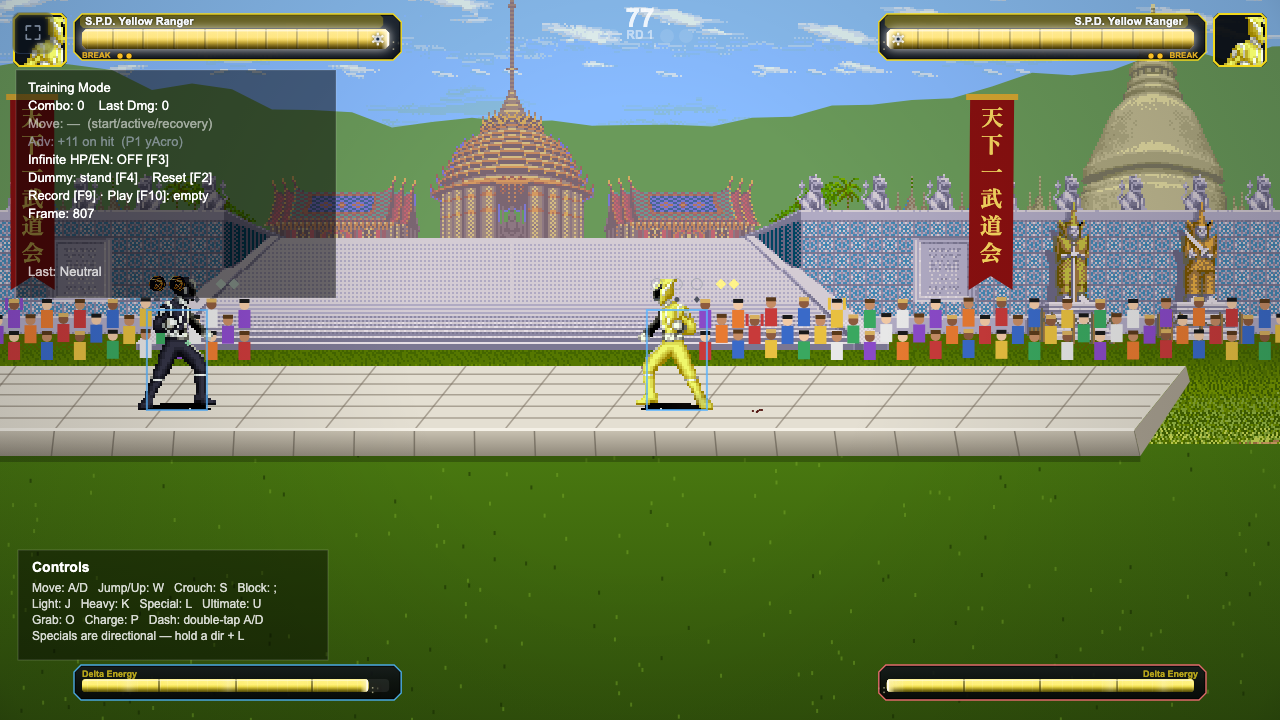 S.P.D. Yellow Ranger
BREAK
77
RD 1
S.P.D. Yellow Ranger
BREAK
Training Mode
Combo: 0 Last Dmg: 0
Move: — (start/active/recovery)
Adv: +11 on hit (P1 yAcro)
Infinite HP/EN: OFF [F3]
Dummy: stand [F4] Reset [F2]
Record [F9] · Play [F10]: empty
Frame: 807
Last: Neutral
天下一武道会
天下一武道会
Controls
Move: A/D Jump/Up: W Crouch: S Block: ;
Light: J Heavy: K Special: L Ultimate: U
Grab: O Charge: P Dash: double-tap A/D
Specials are directional — hold a dir + L
Delta Energy
Delta Energy